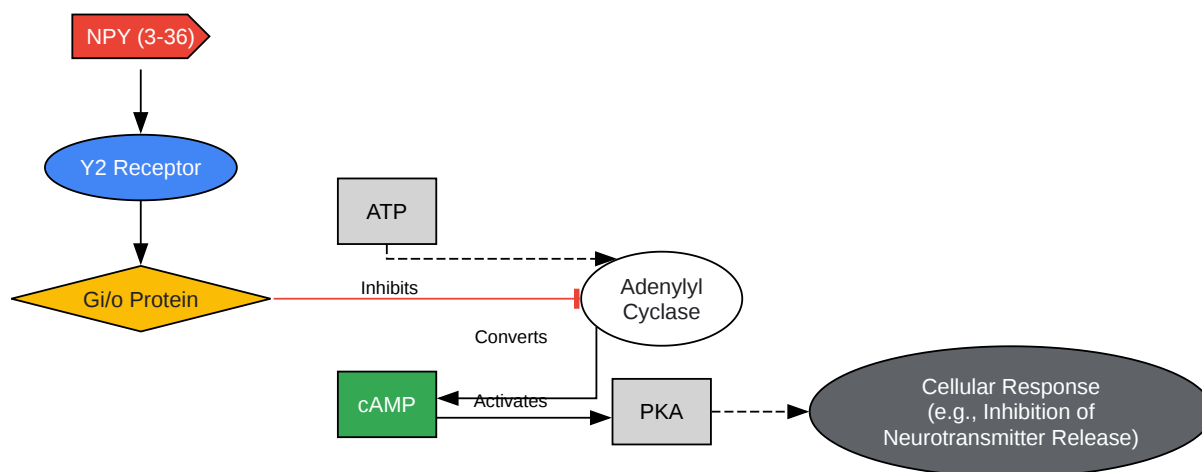 NPY (3-36)
Y2 Receptor
ATP
Gi/o Protein
Inhibits
Adenylyl
Cyclase
Converts
cAMP
Activates
PKA
Cellular Response
(e.g., Inhibition of
Neurotransmitter Release)